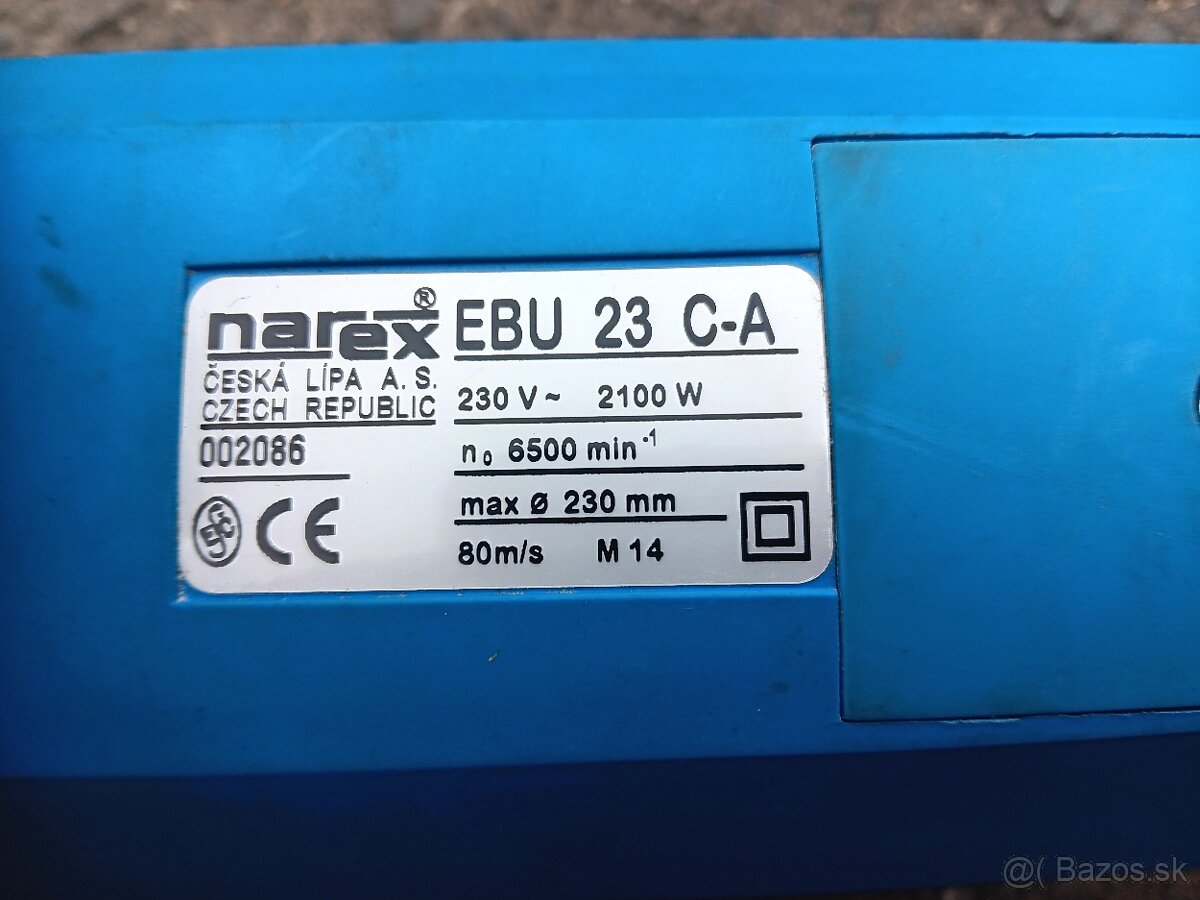 narex®
ČESKÁ LÍPA A. S.
CZECH REPUBLIC
002086
CE
EBU 23 C-A
230 V~ 2100 W
n₀ 6500 min⁻¹
max ø 230 mm
80m/s M 14
@( Bazos.sk